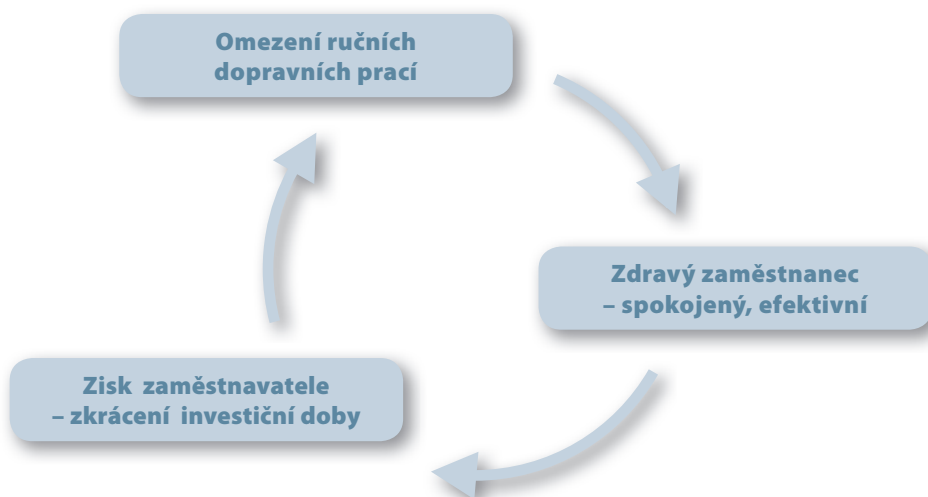 Omezení ručních
dopravních prací
Zdravý zaměstnanec
– spokojený, efektivní
Zisk zaměstnavatele
– zkrácení investiční doby